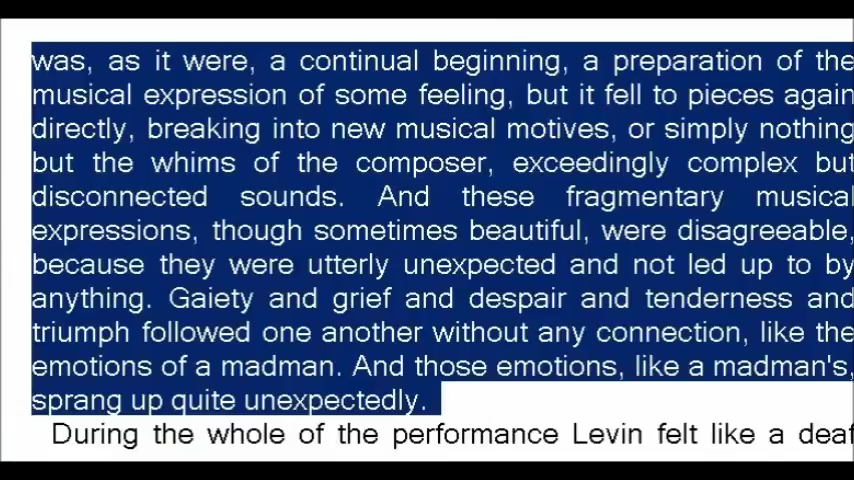 was, as it were, a continual beginning, a preparation of the
musical expression of some feeling, but it fell to pieces again
directly, breaking into new musical motives, or simply nothing
but the whims of the composer, exceedingly complex but
disconnected sounds. And these fragmentary musical
expressions, though sometimes beautiful, were disagreeable,
because they were utterly unexpected and not led up to by
anything. Gaiety and grief and despair and tenderness and
triumph followed one another without any connection, like the
emotions of a madman. And those emotions, like a madman's,
sprang up quite unexpectedly.
During the whole of the performance Levin felt like a deaf